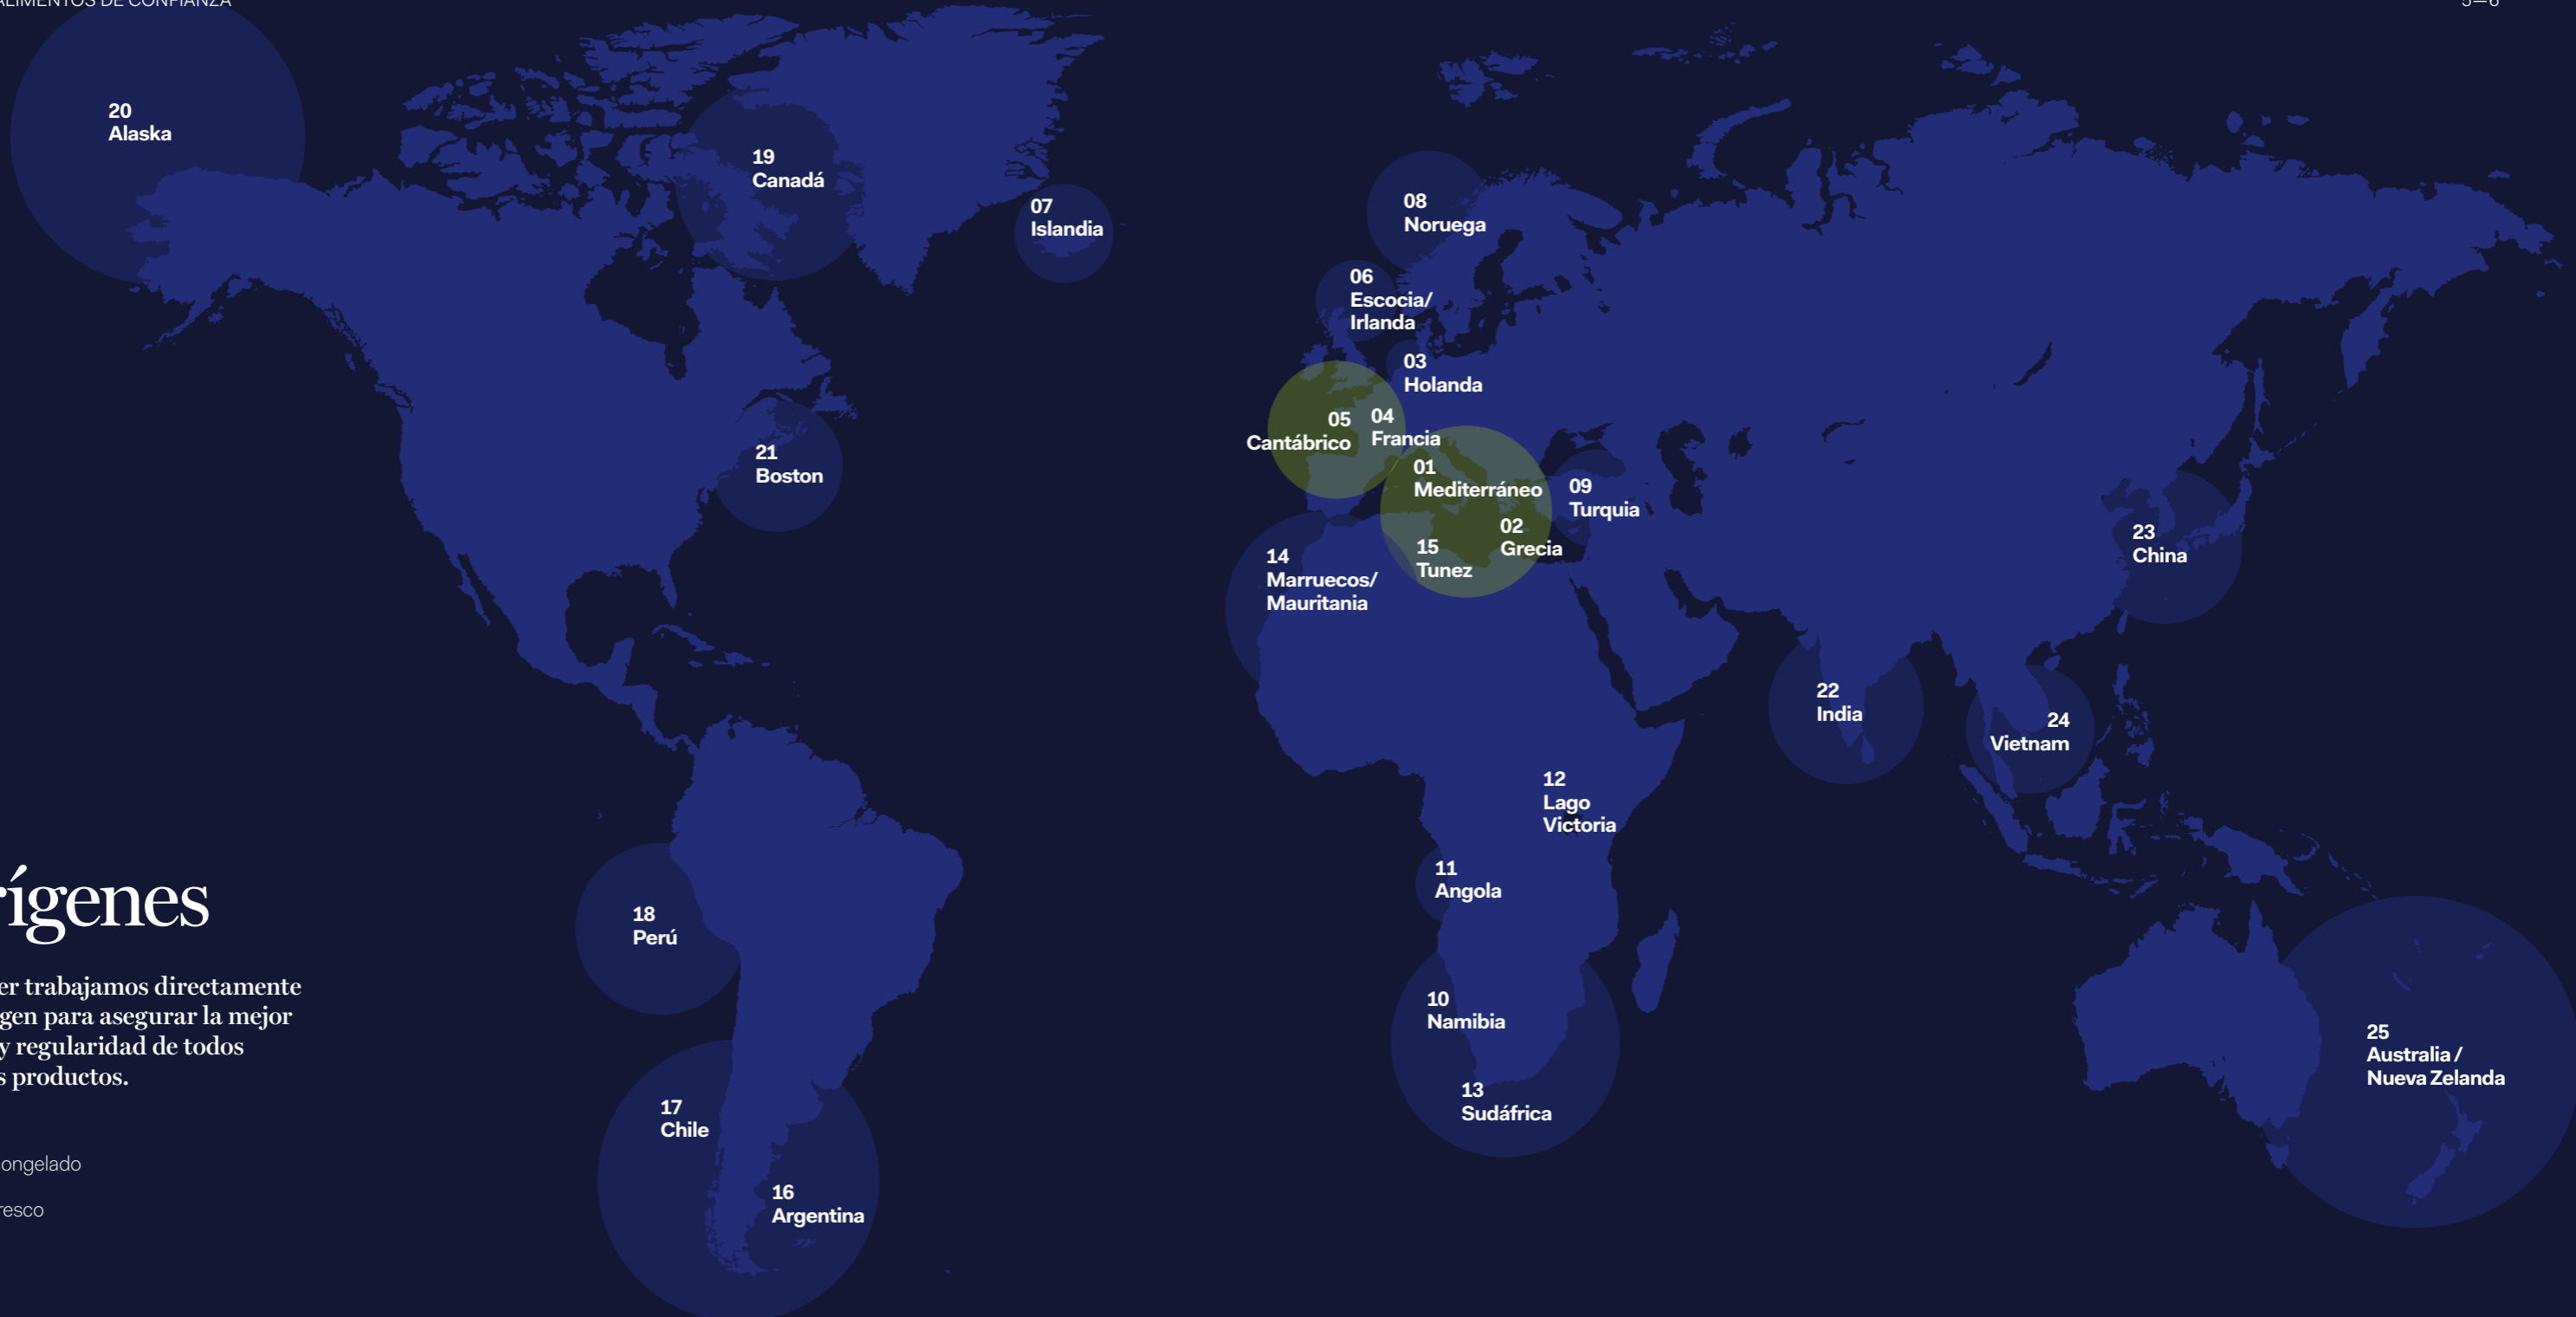 ALIMENTOS DE CONFIANZA
5—6
20
Alaska
19
Canadá
07
Islandia
08
Noruega
06
Escocia/
Irlanda
03
Holanda
05
Cantábrico
04
Francia
21
Boston
01
Mediterráneo
09
Turquia
02
Grecia
15
Tunez
14
Marruecos/
Mauritania
23
China
22
India
24
Vietnam
12
Lago
Victoria
11
Angola
18
Perú
10
Namibia
13
Sudáfrica
25
Australia /
Nueva Zelanda
17
Chile
16
Argentina
rígenes
er trabajamos directamente
gen para asegurar la mejor
y regularidad de todos
s productos.
ongelado
resco